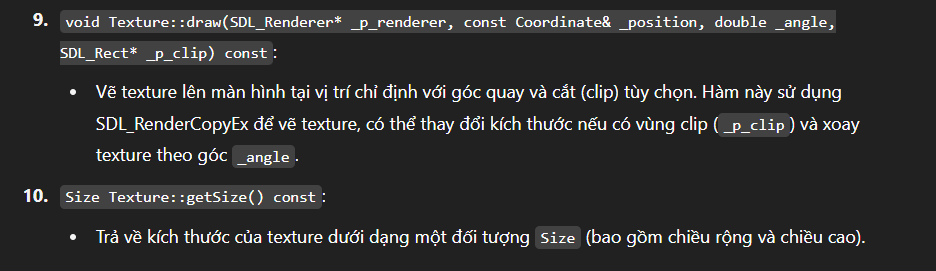 9. void Texture::draw(SDL_Renderer* _p_renderer, const Coordinate& _position, double _angle,
SDL_Rect* _p_clip) const:
• Vẽ texture lên màn hình tại vị trí chỉ định với góc quay và cắt (clip) tùy chọn. Hàm này sử dụng
SDL_RenderCopyEx để vẽ texture, có thể thay đổi kích thước nếu có vùng clip (_p_clip) và xoay
texture theo góc _angle.
10. Size Texture::getSize() const:
• Trả về kích thước của texture dưới dạng một đối tượng Size (bao gồm chiều rộng và chiều cao).